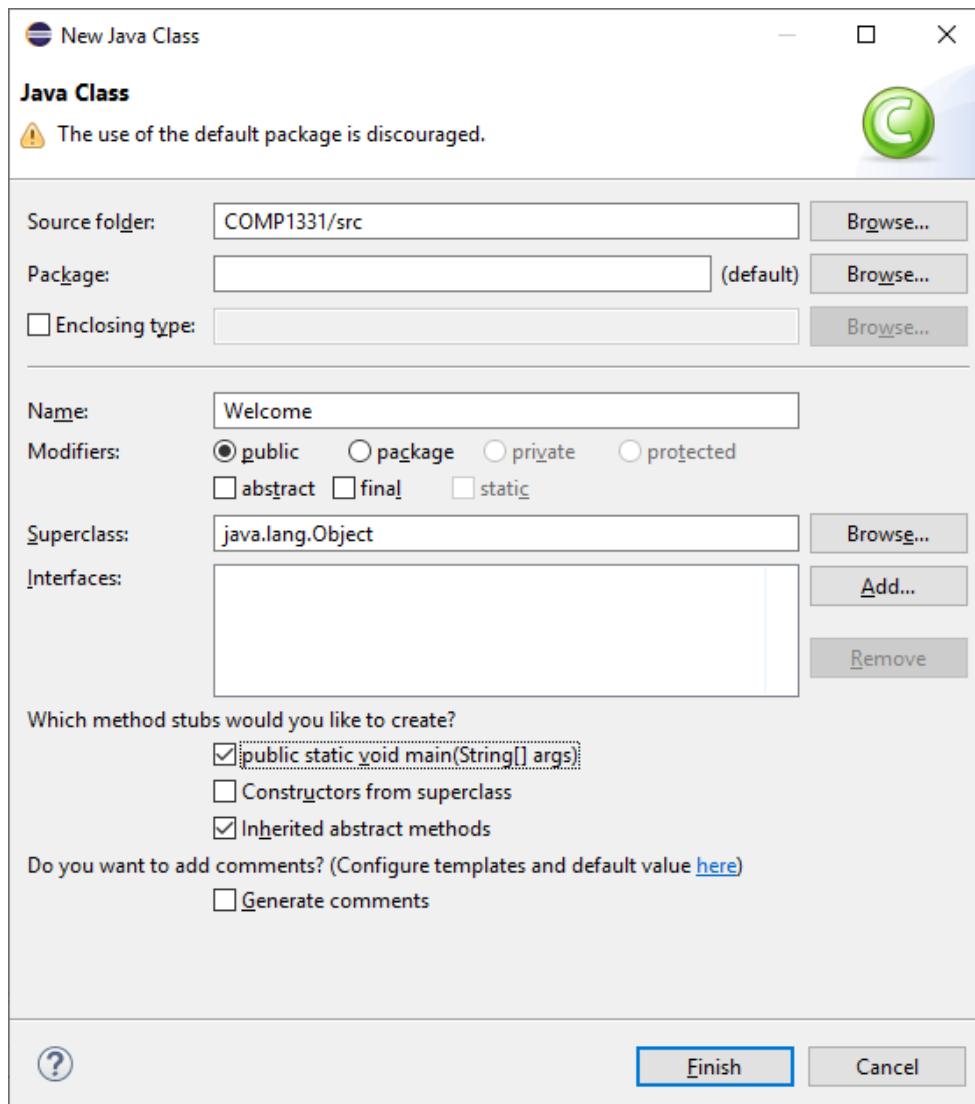 New Java Class
Java Class
The use of the default package is discouraged.
C
Source folder: COMP1331/src Browse...
Package: (default) Browse...
Enclosing type: Browse...
Name: Welcome
Modifiers: public package private protected
abstract final static
Superclass: java.lang.Object Browse...
Interfaces: Add...
Remove
Which method stubs would you like to create?
public static void main(String[] args)
Constructors from superclass
Inherited abstract methods
Do you want to add comments? (Configure templates and default value here)
Generate comments
? Finish Cancel